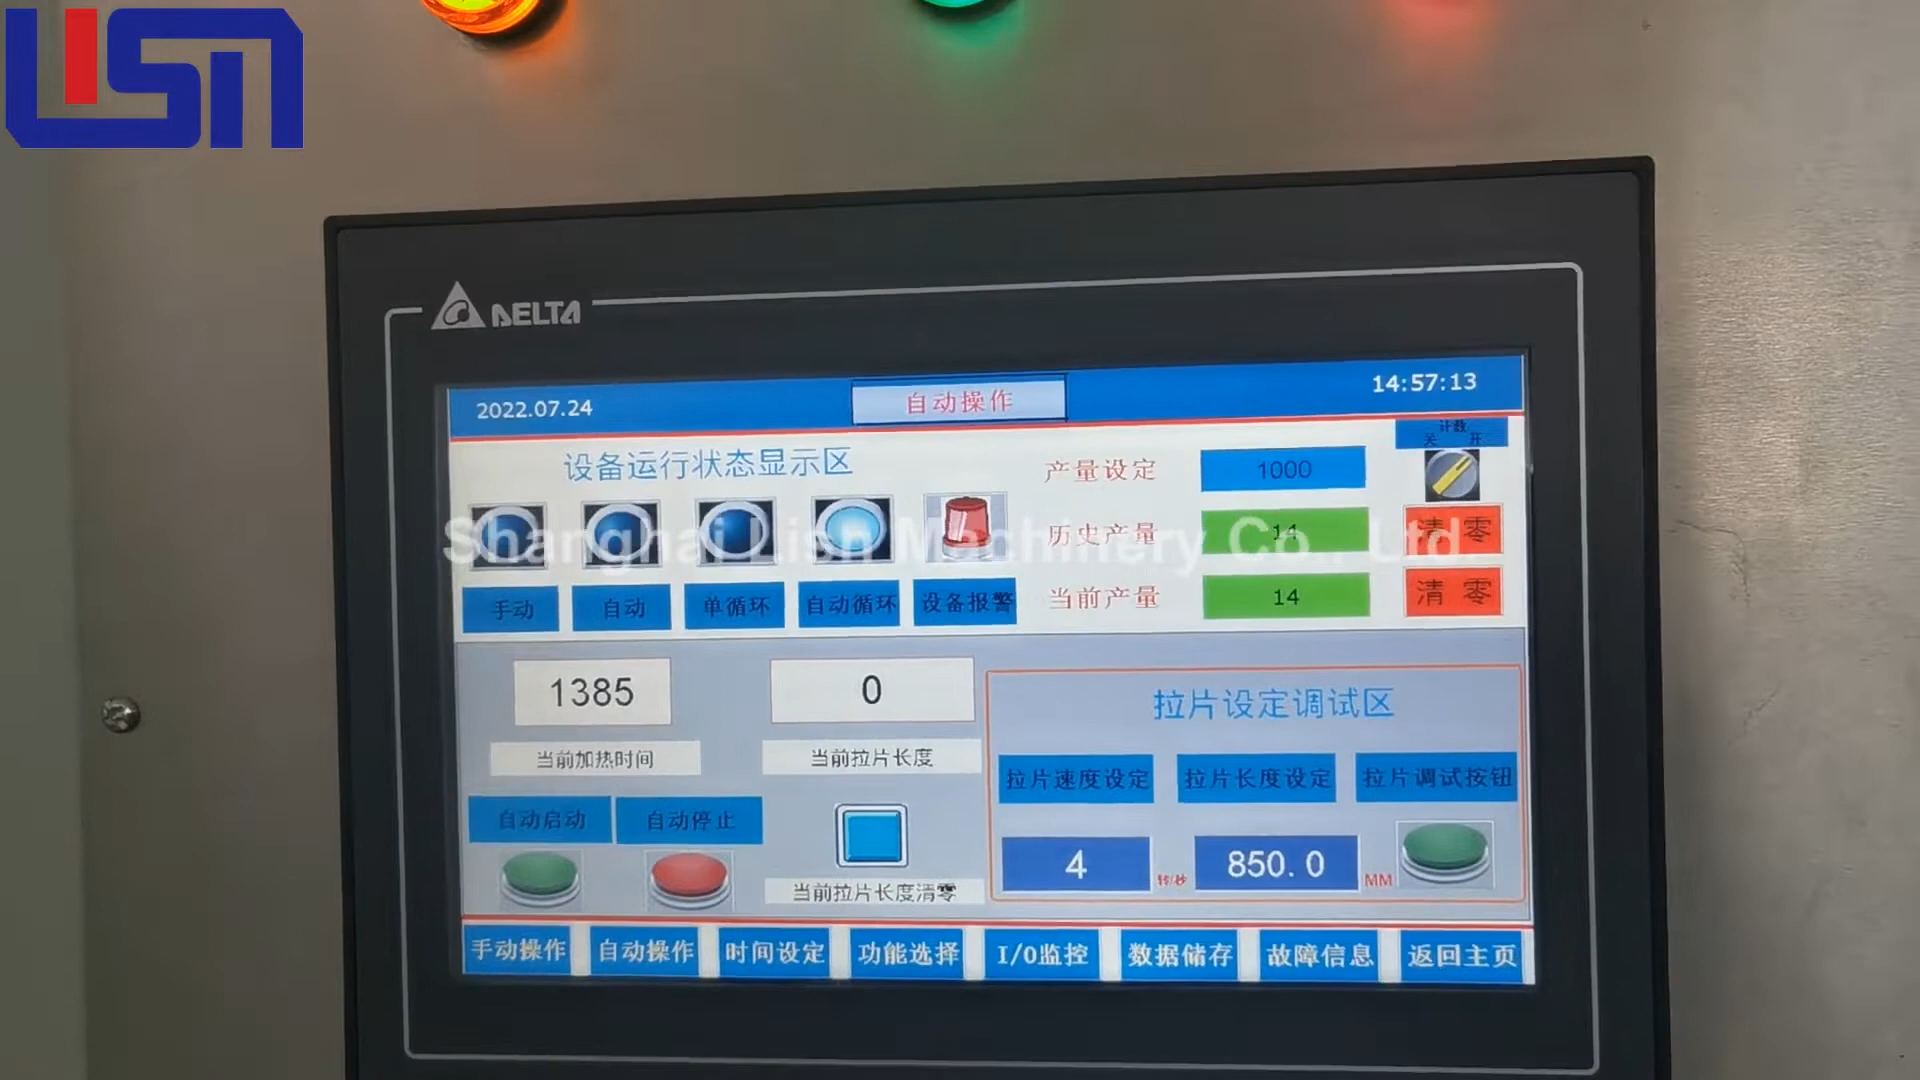 LISN
DELTA
2022.07.24
自动操作
14:57:13
计数
关 开
设备运行状态显示区
产量设定
1000
历史产量
14
清 零
当前产量
14
清 零
Shanghai Lisn Machinery Co., Ltd.
手动
自动
单循环
自动循环
设备报警
1385
当前加热时间
0
当前拉片长度
自动启动
自动停止
当前拉片长度清零
拉片设定调试区
拉片速度设定
拉片长度设定
拉片调试按钮
4
转/秒
850.0
MM
手动操作
自动操作
时间设定
功能选择
I/O监控
数据储存
故障信息
返回主页